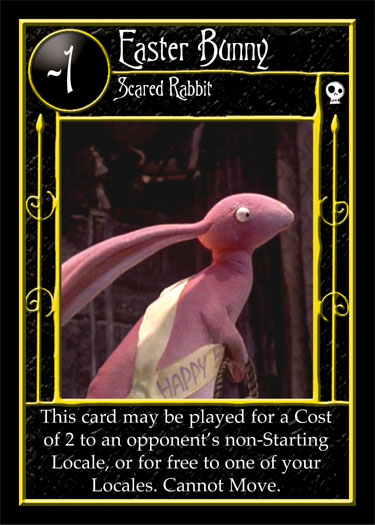 -1
Easter Bunny
Scared Rabbit
HAPPY
This card may be played for a Cost
of 2 to an opponent's non-Starting
Locale, or for free to one of your
Locales. Cannot Move.